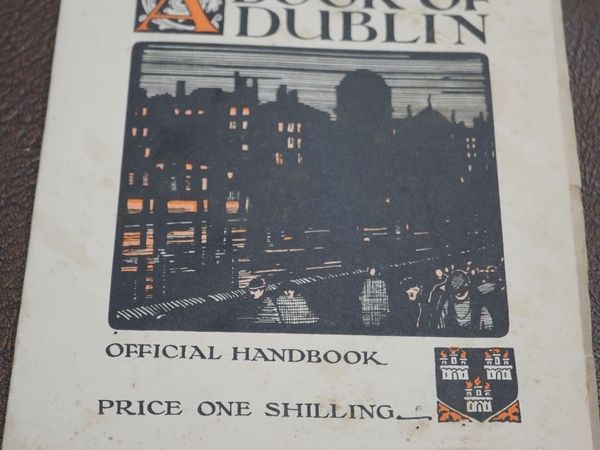 A BOOK OF
DUBLIN
OFFICIAL HANDBOOK
PRICE ONE SHILLING